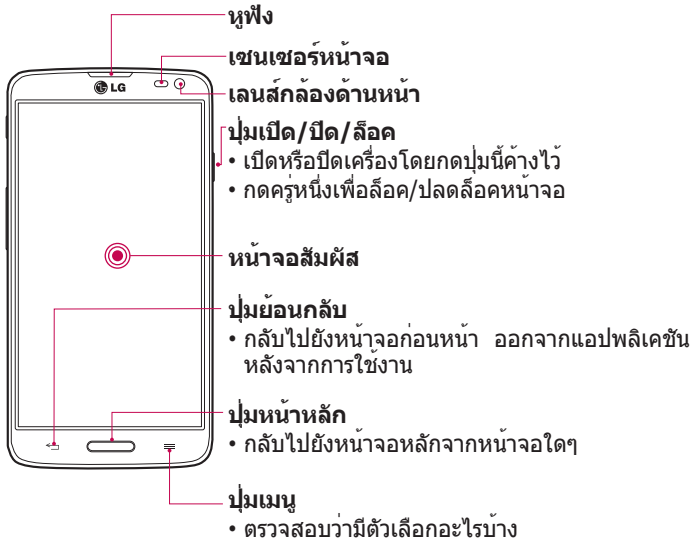 หูฟัง
เซนเซอร์หน้าจอ
LG
เลนส์กล้องด้านหน้า
ปุ่มเปิด/ปิด/ล็อค
• เปิดหรือปิดเครื่องโดยกดปุ่มนี้ค้างไว้
• กดครู่หนึ่งเพื่อล็อค/ปลดล็อคหน้าจอ
หน้าจอสัมผัส
ปุ่มย้อนกลับ
• กลับไปยังหน้าจอก่อนหน้า ออกจากแอปพลิเคชัน
หลังจากการใช้งาน
ปุ่มหน้าหลัก
• กลับไปยังหน้าจอหลักจากหน้าจอใดๆ
ปุ่มเมนู
• ตรวจสอบว่ามีตัวเลือกอะไรบ้าง